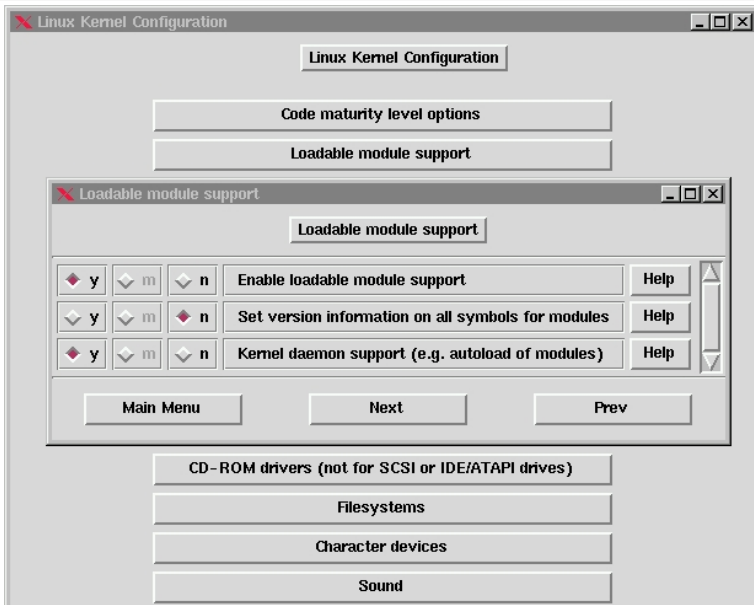 Linux Kernel Configuration
Linux Kernel Configuration
Code maturity level options
Loadable module support
Loadable module support
Loadable module support
y m n Enable loadable module support Help
y m n Set version information on all symbols for modules Help
y m n Kernel daemon support (e.g. autoload of modules) Help
Main Menu Next Prev
CD-ROM drivers (not for SCSI or IDE/ATAPI drives)
Filesystems
Character devices
Sound